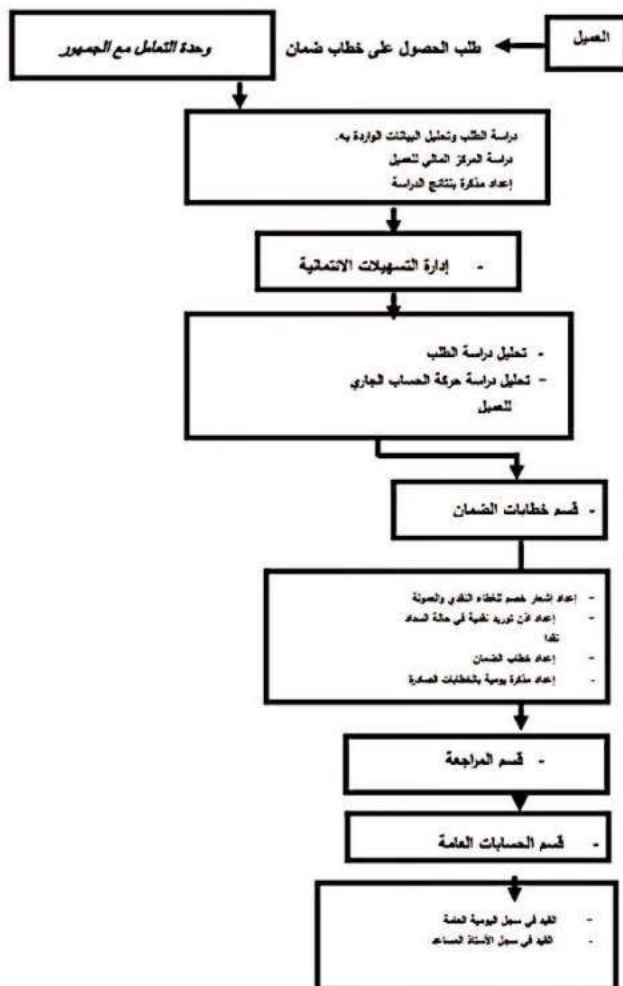 العميل
طلب الحصول على خطاب ضمان
وحدة التعامل مع الجمهور
دراسة الطلب وتحليل البيانات الواردة به.
دراسة المركز المالي للعميل
إعداد مذكرة بنتائج الدراسة
- إدارة التسهيلات الائتمانية
- تحليل دراسة الطلب
- تحليل دراسة حركة الحساب الجاري
للعميل
- قسم خطابات الضمان
- إعداد إشعار خصم للغطاء النقدي والعمولة
- إعداد اذن توريد نقدية في حالة السداد
نقدا
- إعداد خطاب الضمان
- إعداد مذكرة يومية بالخطابات الصادرة
- قسم المراجعة
- قسم الحسابات العامة
- القيد في سجل اليومية العامة
- القيد في سجل الأستاذ المساعد